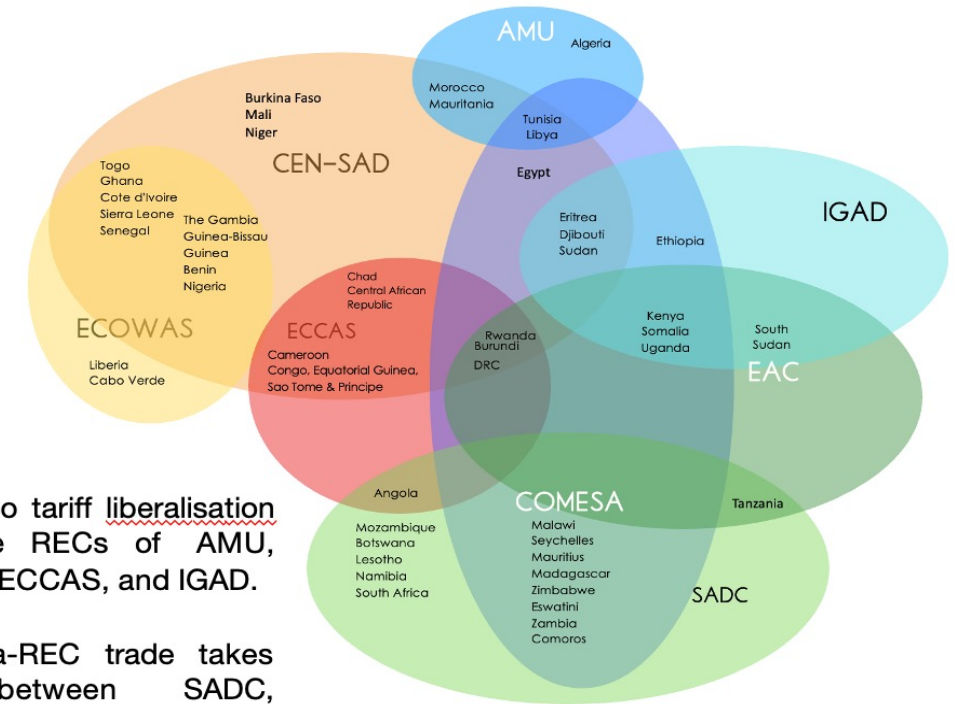 AMU
Algeria
Morocco
Mauritania
Tunisia
Libya
Burkina Faso
Mali
Niger
CEN-SAD
Egypt
IGAD
Togo
Ghana
Cote d'Ivoire
Sierra Leone
Senegal
The Gambia
Guinea-Bissau
Guinea
Benin
Nigeria
Eritrea
Djibouti
Sudan
Ethiopia
Chad
Central African
Republic
ECOWAS
ECCAS
Cameroon
Congo, Equatorial Guinea,
Sao Tome & Principe
Rwanda
Burundi
DRC
Kenya
Somalia
Uganda
South
Sudan
EAC
Liberia
Cabo Verde
Angola
COMESA
Tanzania
Mozambique
Botswana
Lesotho
Namibia
South Africa
Malawi
Seychelles
Mauritius
Madagascar
Zimbabwe
Eswatini
Zambia
Comoros
SADC
tariff liberalisation
RECs of AMU,
ECCAS, and IGAD.
trade takes
between SADC,